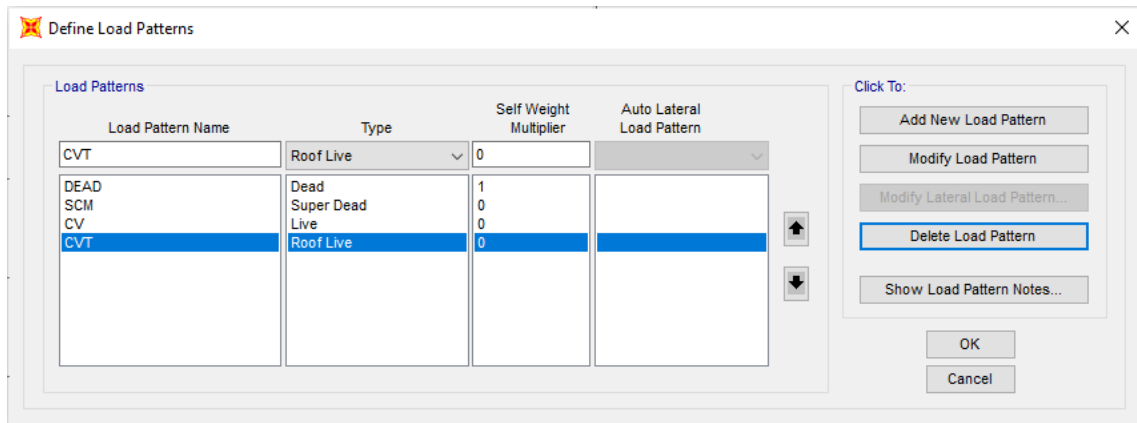 Define Load Patterns
Load Patterns
Click To:
Load Pattern Name Type Self Weight Multiplier Auto Lateral Load Pattern
CVT Roof Live 0
DEAD Dead 1
SCM Super Dead 0
CV Live 0
CVT Roof Live 0
Add New Load Pattern
Modify Load Pattern
Modify Lateral Load Pattern...
Delete Load Pattern
Show Load Pattern Notes...
OK
Cancel